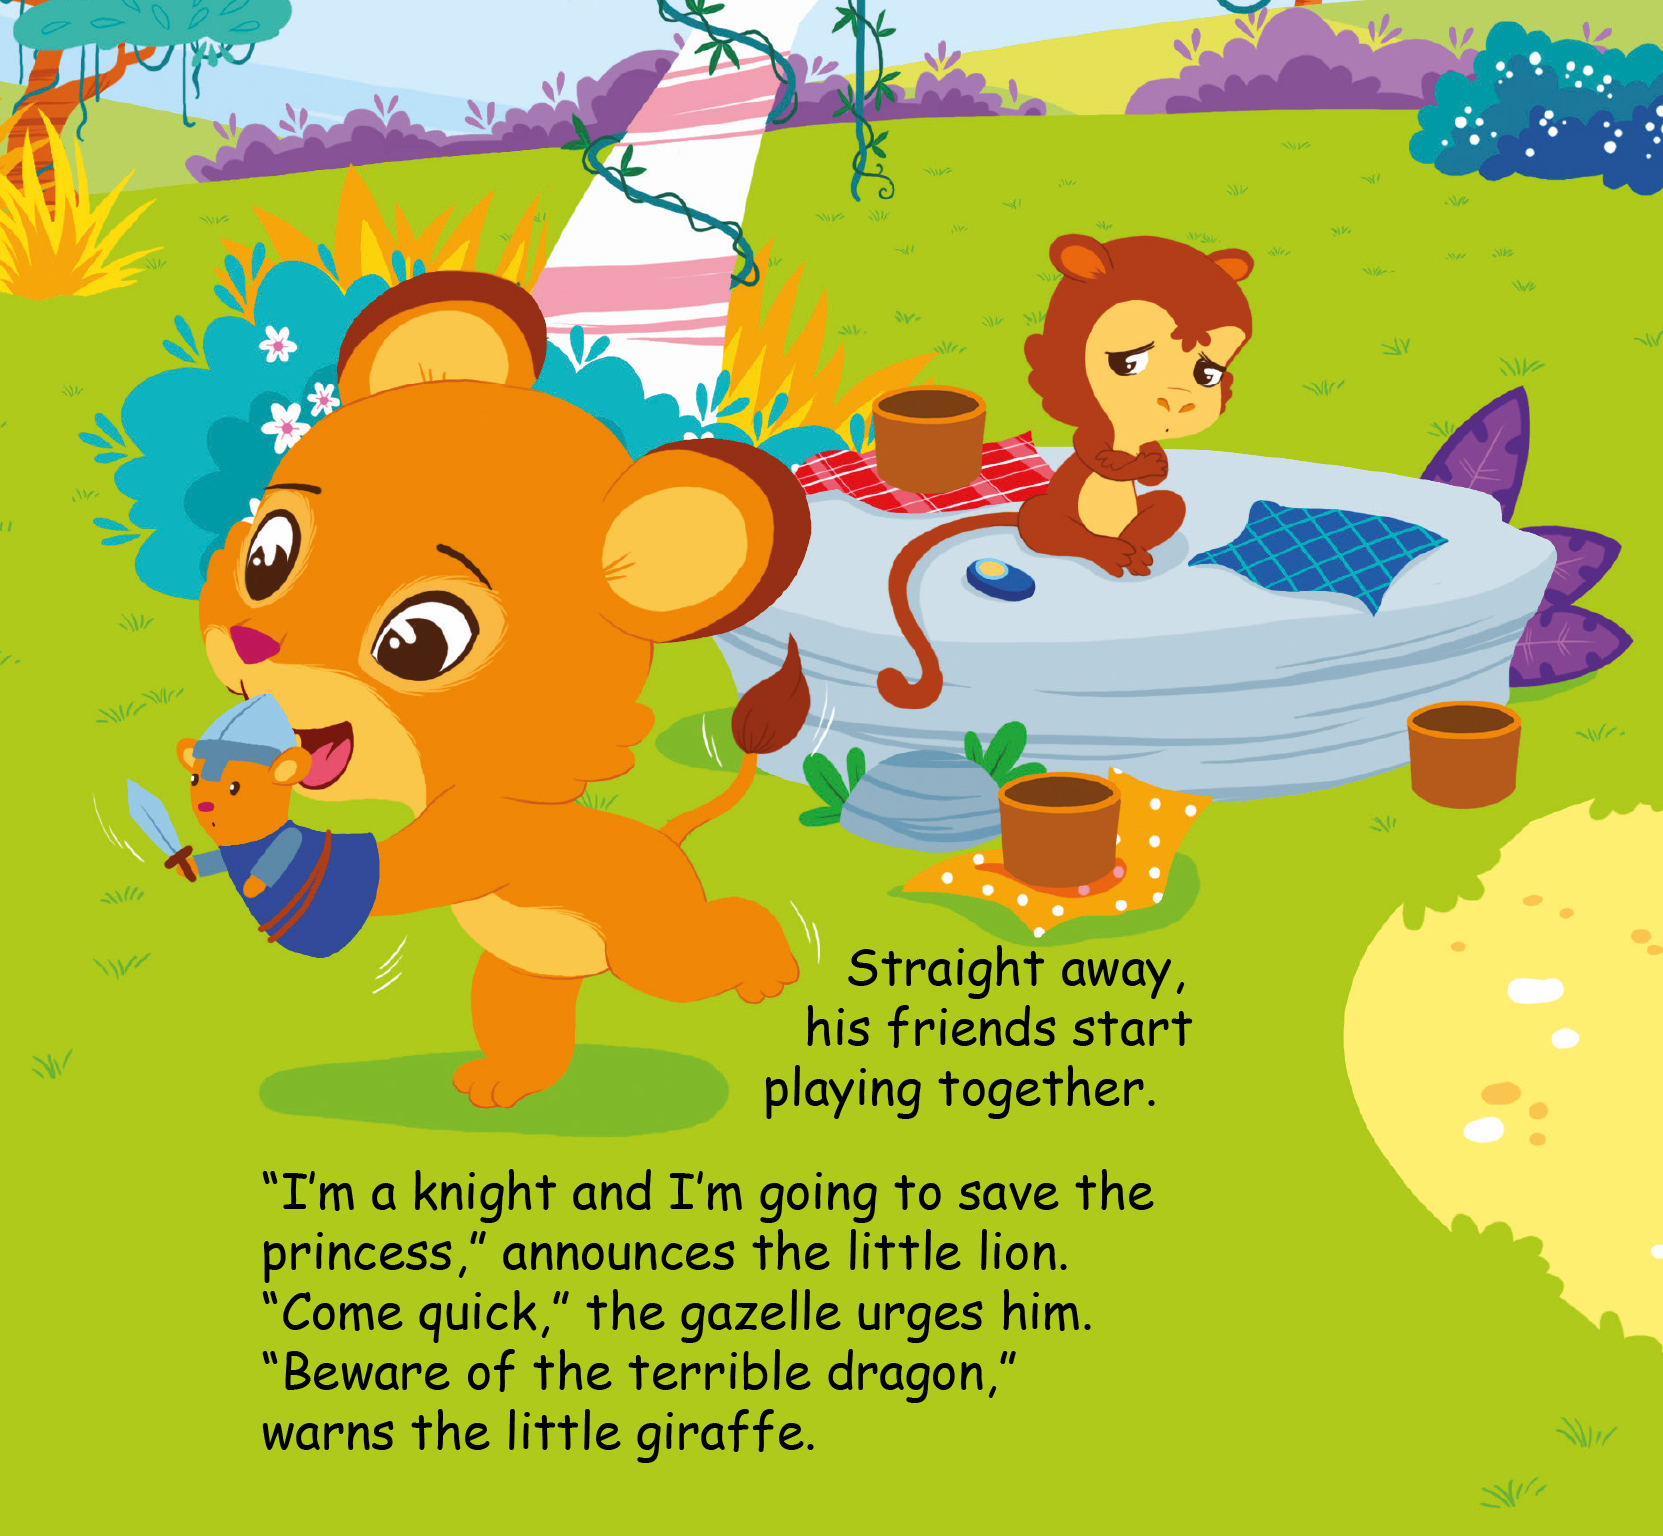 Straight away,
his friends start
playing together.
“I’m a knight and I’m going to save the
princess,” announces the little lion.
“Come quick,” the gazelle urges him.
“Beware of the terrible dragon,”
warns the little giraffe.